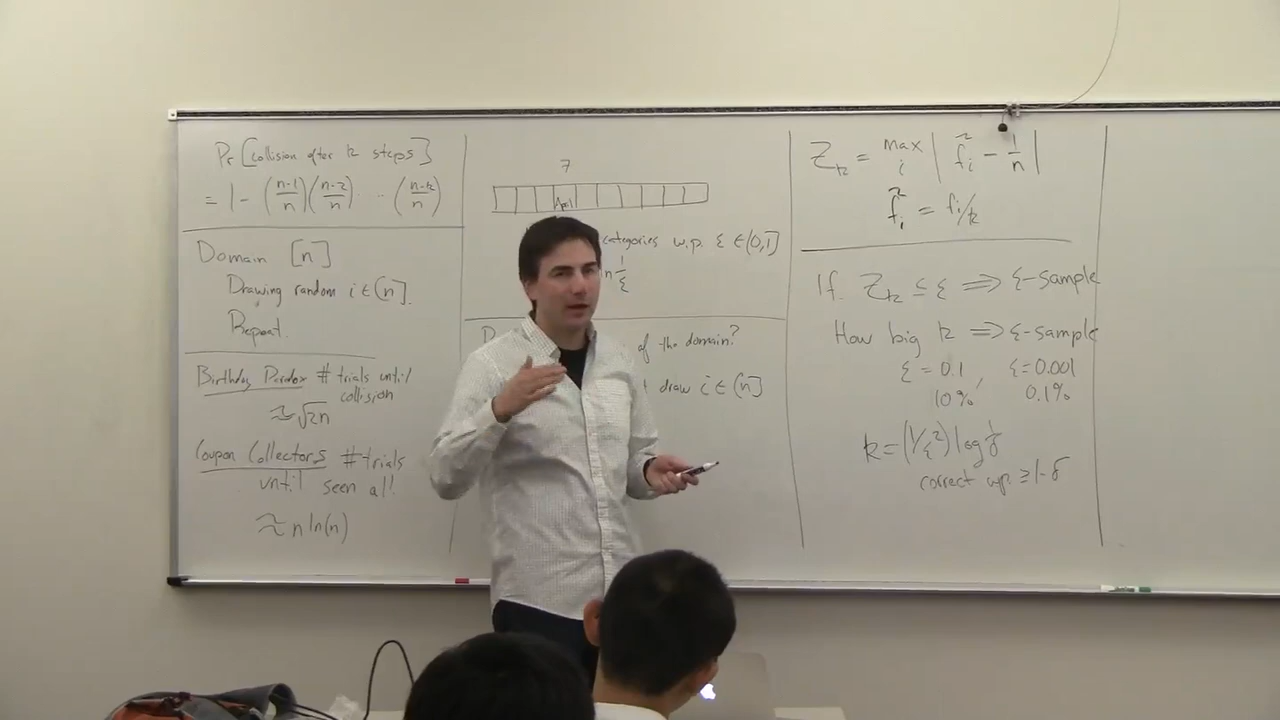 Pr[collision after k steps]
= 1 - (n-1/n)(n-2/n) ... (n-k/n)
Domain [n]
Drawing random i ∈ [n].
Repeat.
Birthday Paradox # trials until
collision
≈ √2n
Coupon Collectors # trials
until seen all!
≈ n ln(n)
7
April
categories w.p. ε ∈ (0,1]
n 1/ε
of the domain?
draw i ∈ [n]
Z_k = max_i | f̃_i - 1/n |
f̃_i = f_i/k
If Z_k ≤ ε ⟹ ε-sample
How big k ⟹ ε-sample
ε = 0.1, ε = 0.001
10% 0.1%
k = (1/ε²) log 1/δ
correct w.p. ≥ 1-δ